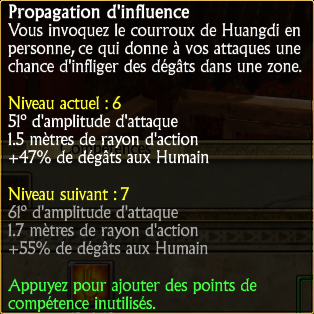 Propagation d'influence
Vous invoquez le courroux de Huangdi en
personne, ce qui donne à vos attaques une
chance d'infliger des dégâts dans une zone.
Niveau actuel : 6
51° d'amplitude d'attaque
1.5 mètres de rayon d'action
+47% de dégâts aux Humain
Niveau suivant : 7
61° d'amplitude d'attaque
1.7 mètres de rayon d'action
+55% de dégâts aux Humain
Appuyez pour ajouter des points de
compétence inutilisés.